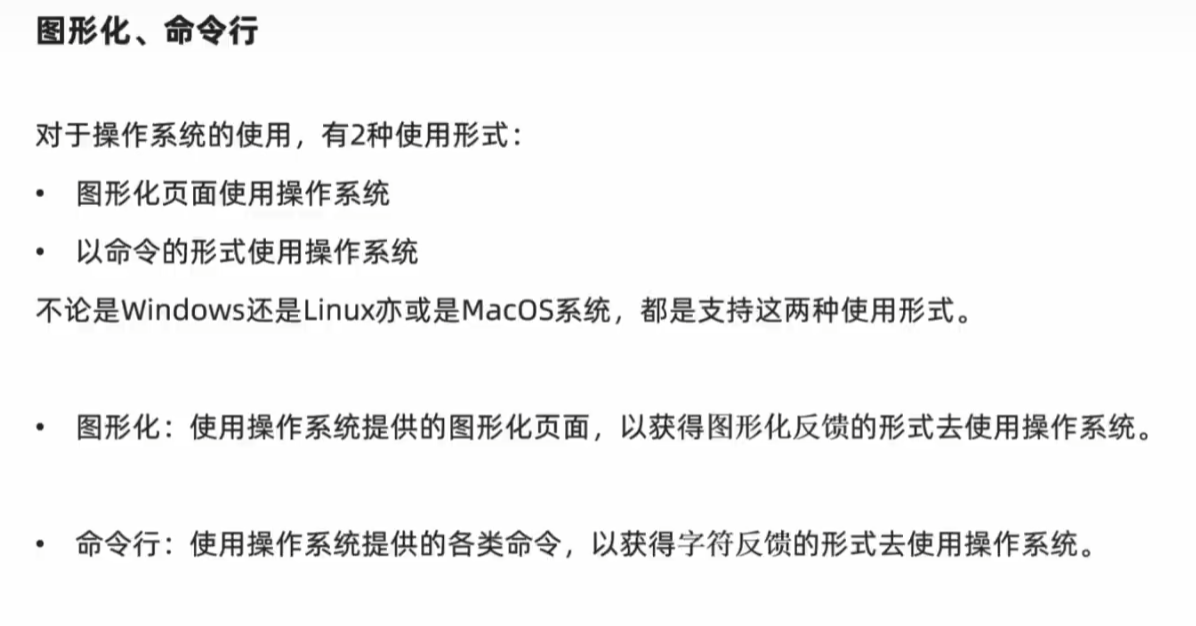 图形化、命令行
对于操作系统的使用，有2种使用形式：
• 图形化页面使用操作系统
• 以命令的形式使用操作系统
不论是Windows还是Linux亦或是MacOS系统，都是支持这两种使用形式。
• 图形化：使用操作系统提供的图形化页面，以获得图形化反馈的形式去使用操作系统。
• 命令行：使用操作系统提供的各类命令，以获得字符反馈的形式去使用操作系统。